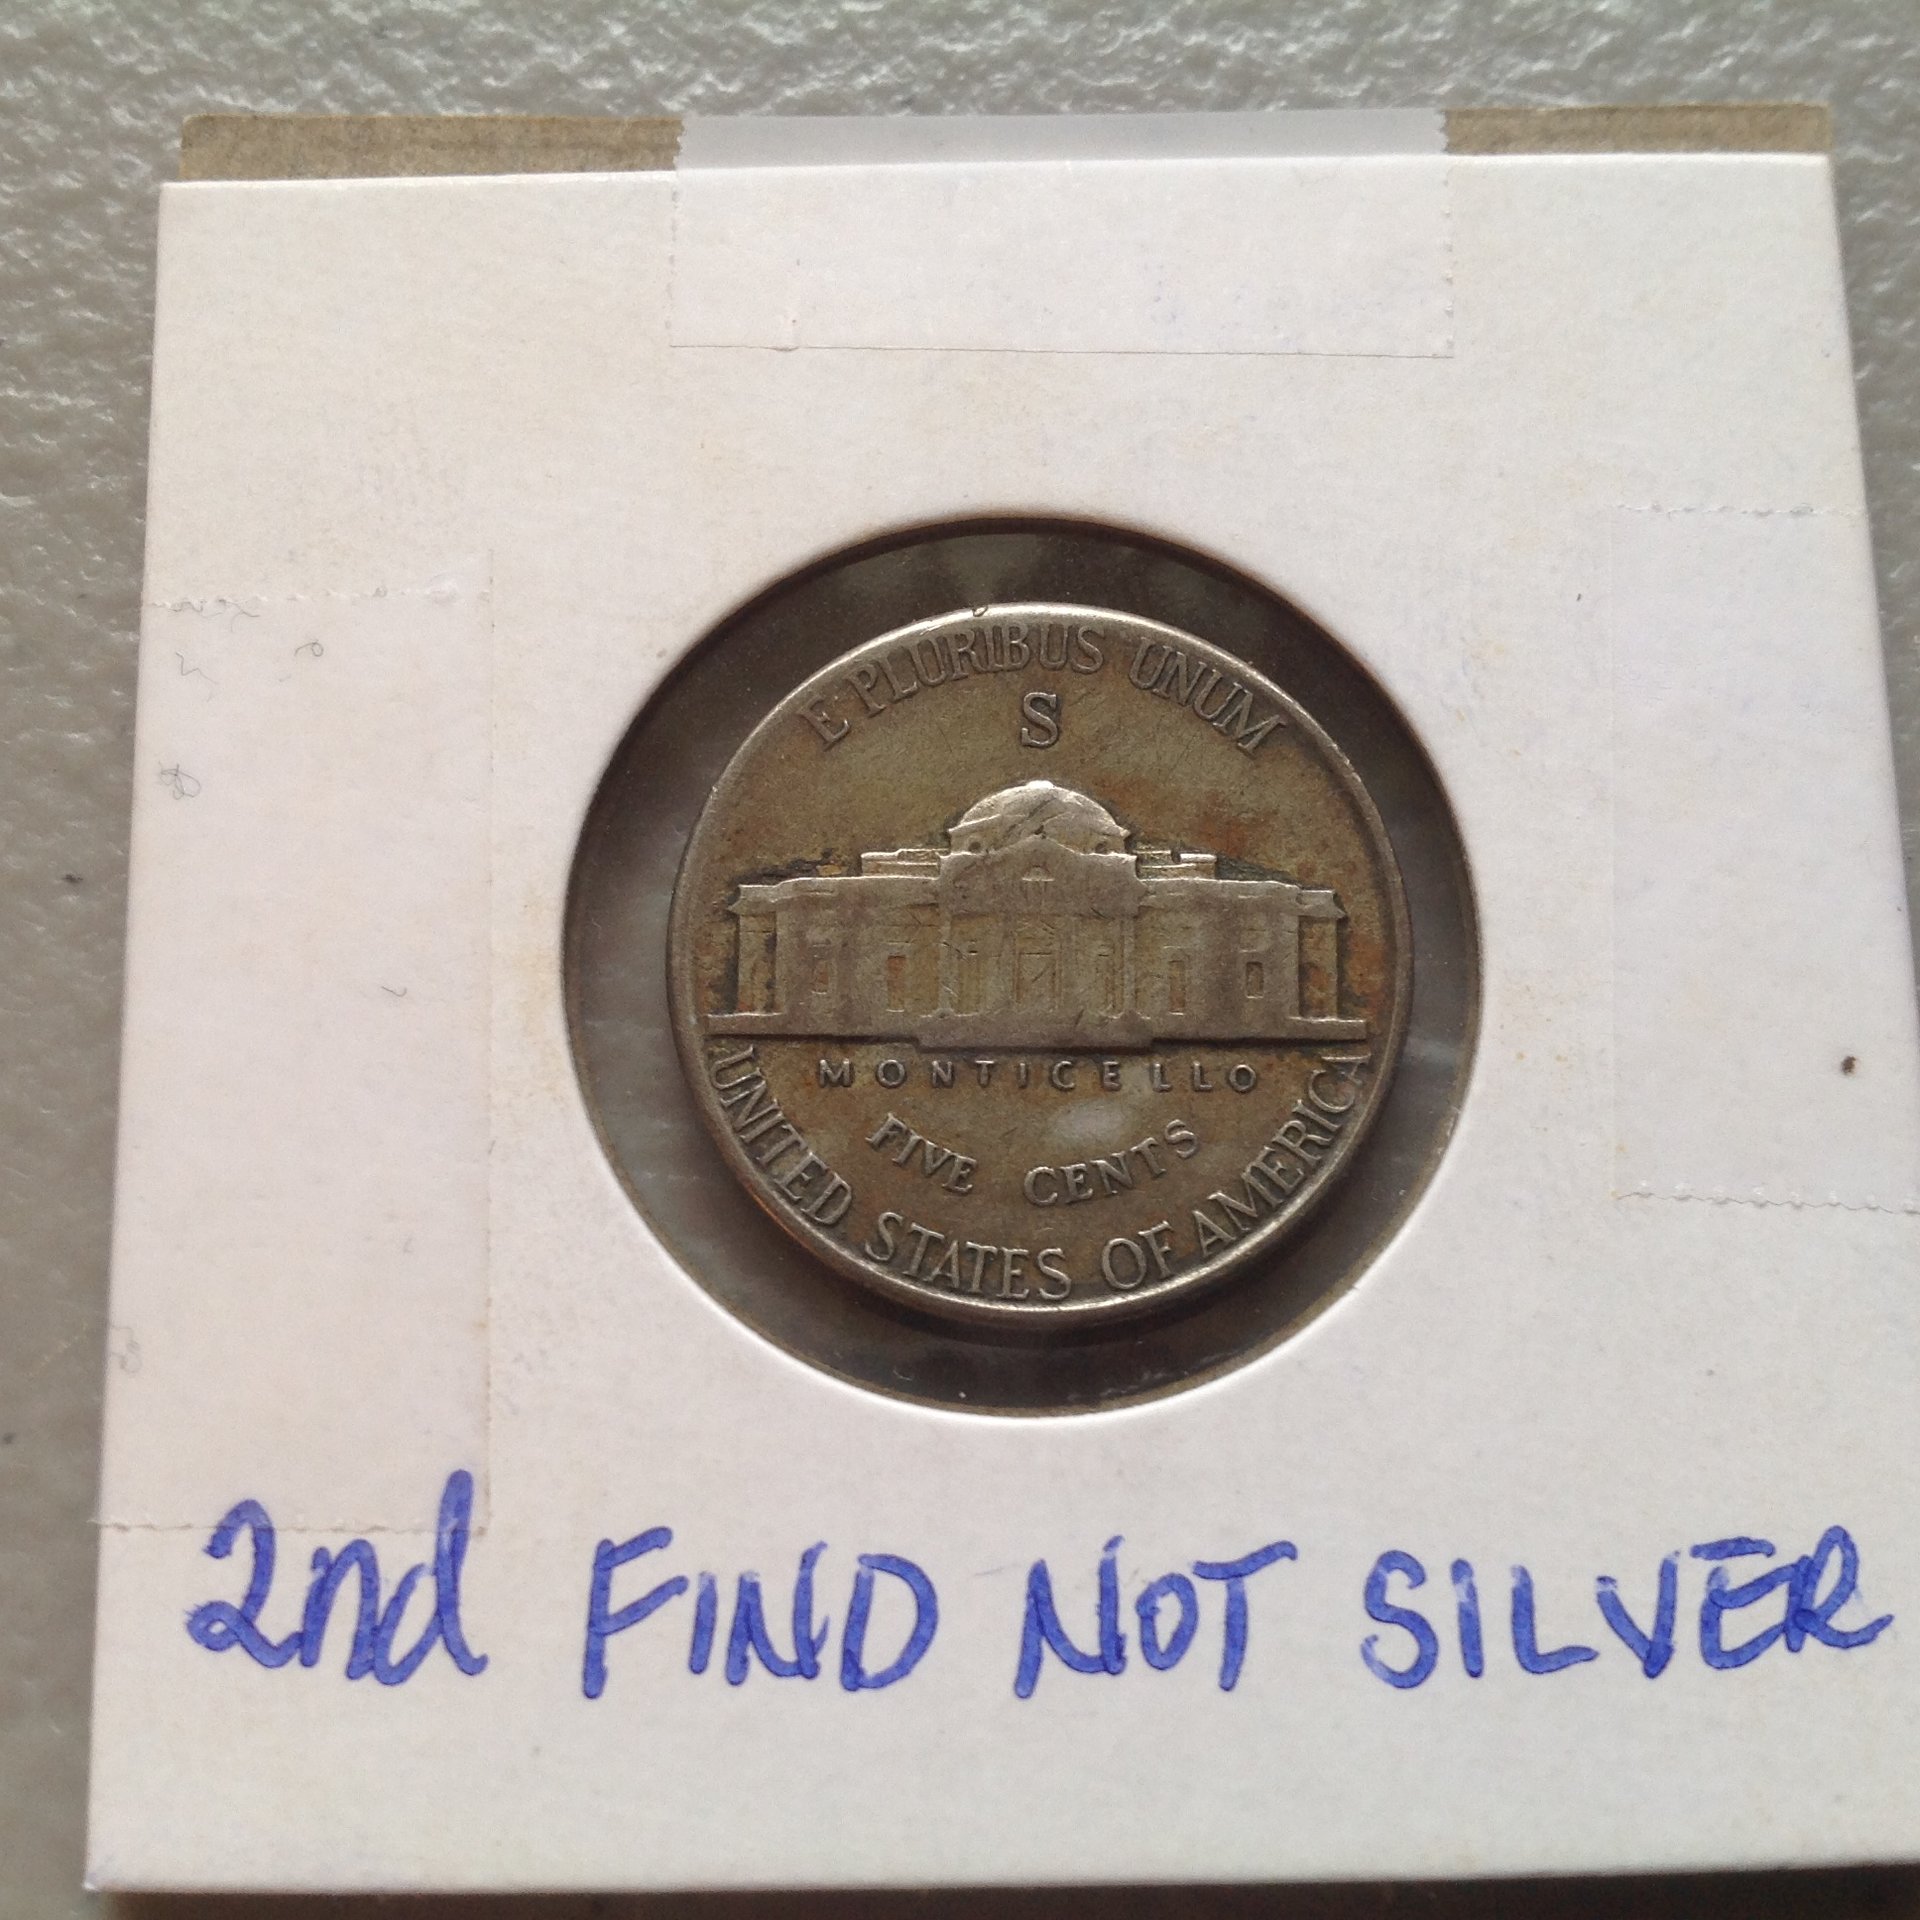 E PLURIBUS UNUM
S
MONTICELLO
FIVE CENTS
UNITED STATES OF AMERICA
2nd FIND NOT SILVER